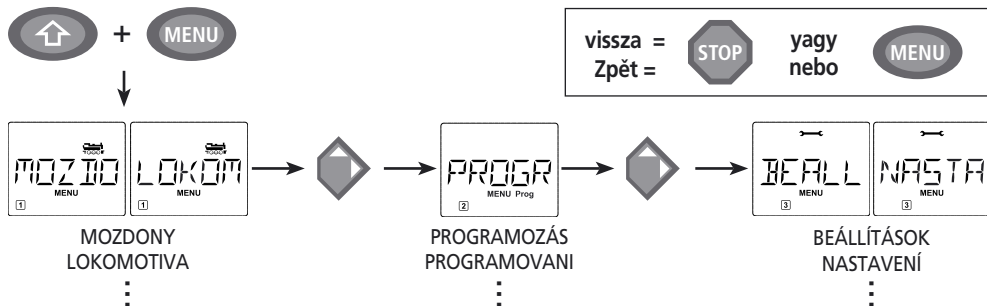 + MENU
vissza = STOP yagy MENU
Zpět = nebo
MOZDO LOKOM PROGR BEALL NASTA
MENU MENU MENU Prog MENU MENU
1 1 2 3 3
MOZDONY PROGRAMOZÁS BEÁLLÍTÁSOK
LOKOMOTIVA PROGRAMOVANI NASTAVENÍ